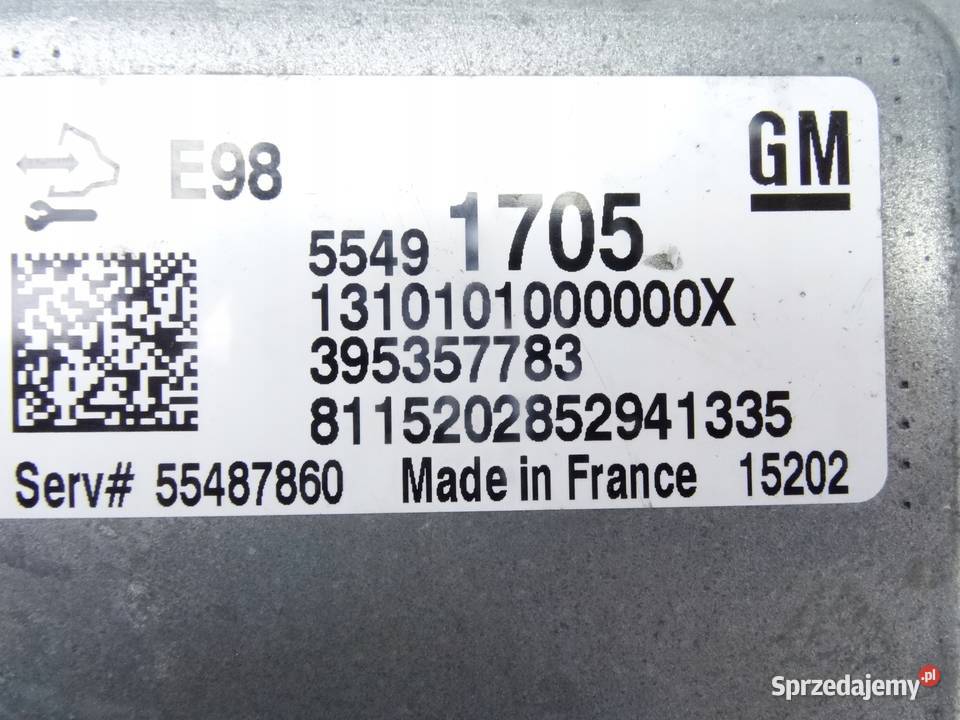 E98
GM
5549 1705
1310101000000X
395357783
8115202852941335
Serv# 55487860 Made in France 15202
Sprzedajemy.pl